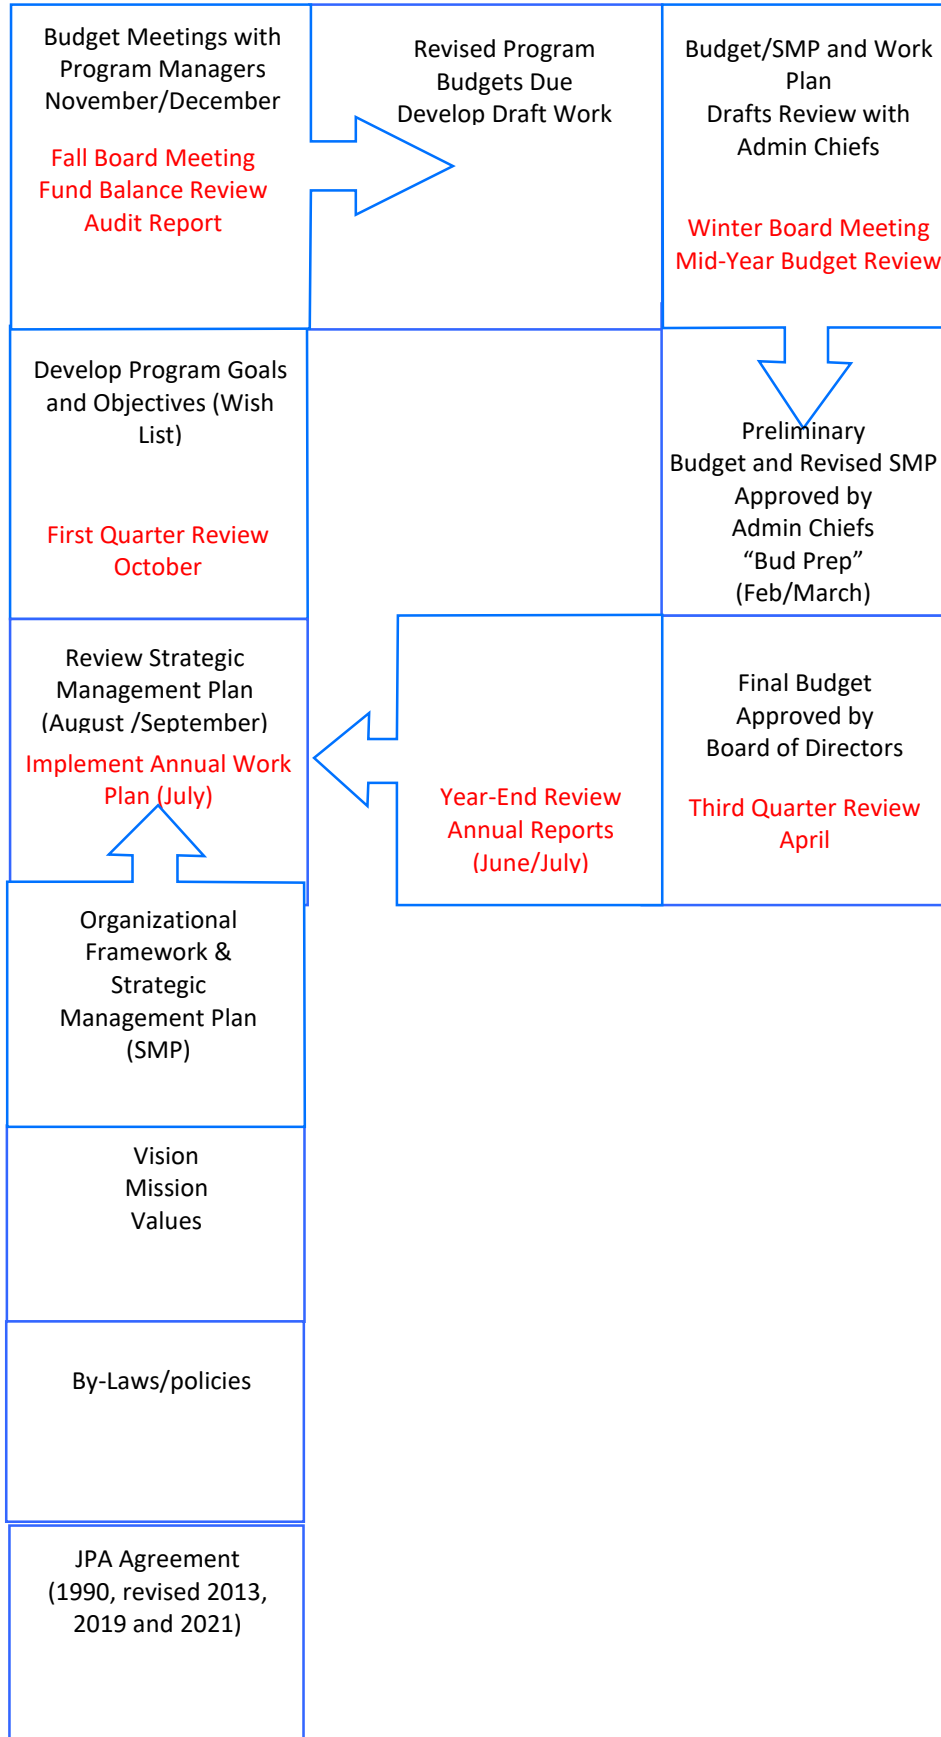 Budget Meetings with
Program Managers
November/December
Fall Board Meeting
Fund Balance Review
Audit Report
Revised Program
Budgets Due
Develop Draft Work
Budget/SMP and Work
Plan
Drafts Review with
Admin Chiefs
Winter Board Meeting
Mid-Year Budget Review
Develop Program Goals
and Objectives (Wish
List)
First Quarter Review
October
Preliminary
Budget and Revised SMP
Approved by
Admin Chiefs
“Bud Prep”
(Feb/March)
Review Strategic
Management Plan
(August /September)
Implement Annual Work
Plan (July)
Year-End Review
Annual Reports
(June/July)
Final Budget
Approved by
Board of Directors
Third Quarter Review
April
Organizational
Framework &
Strategic
Management Plan
(SMP)
Vision
Mission
Values
By-Laws/policies
JPA Agreement
(1990, revised 2013,
2019 and 2021)